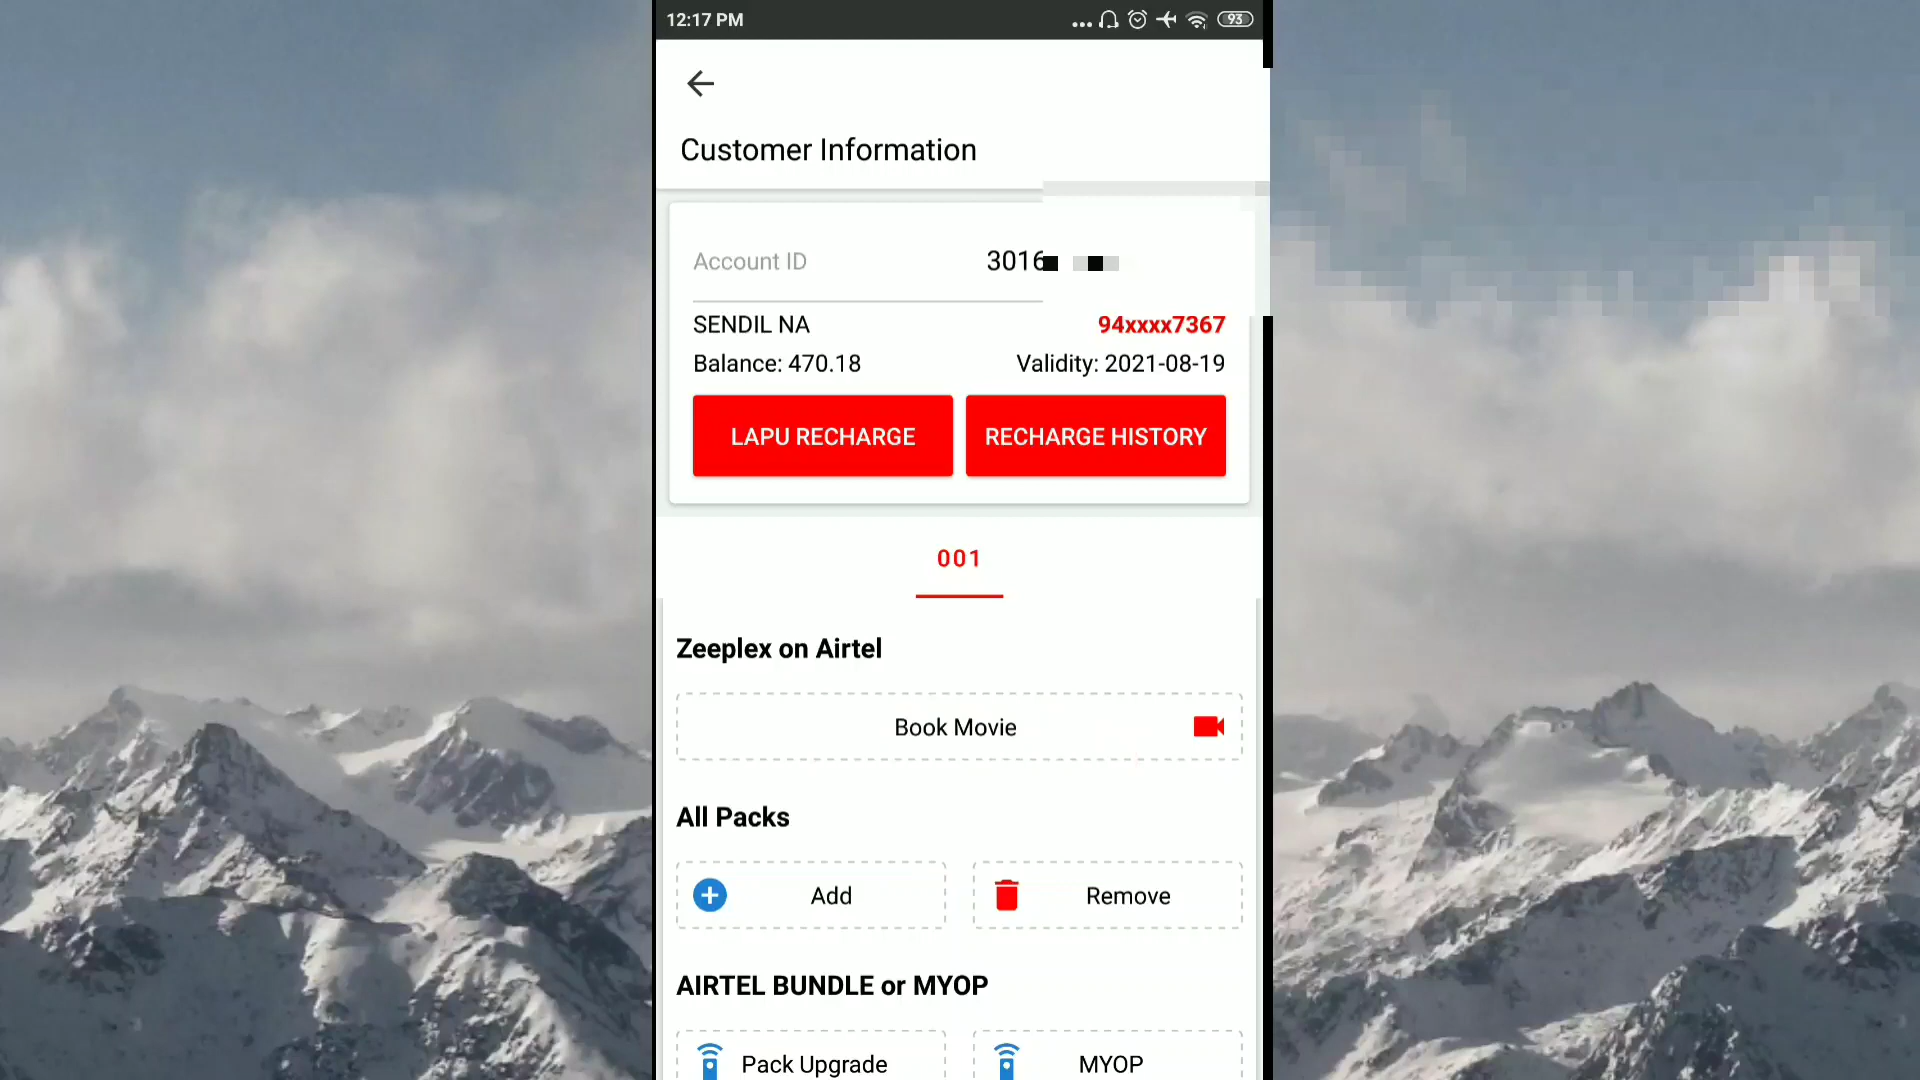 12:17 PM
93
Customer Information
Account ID 3016
SENDIL NA 94xxxx7367
Balance: 470.18 Validity: 2021-08-19
LAPU RECHARGE RECHARGE HISTORY
001
Zeeplex on Airtel
Book Movie
All Packs
Add Remove
AIRTEL BUNDLE or MYOP
Pack Upgrade MYOP